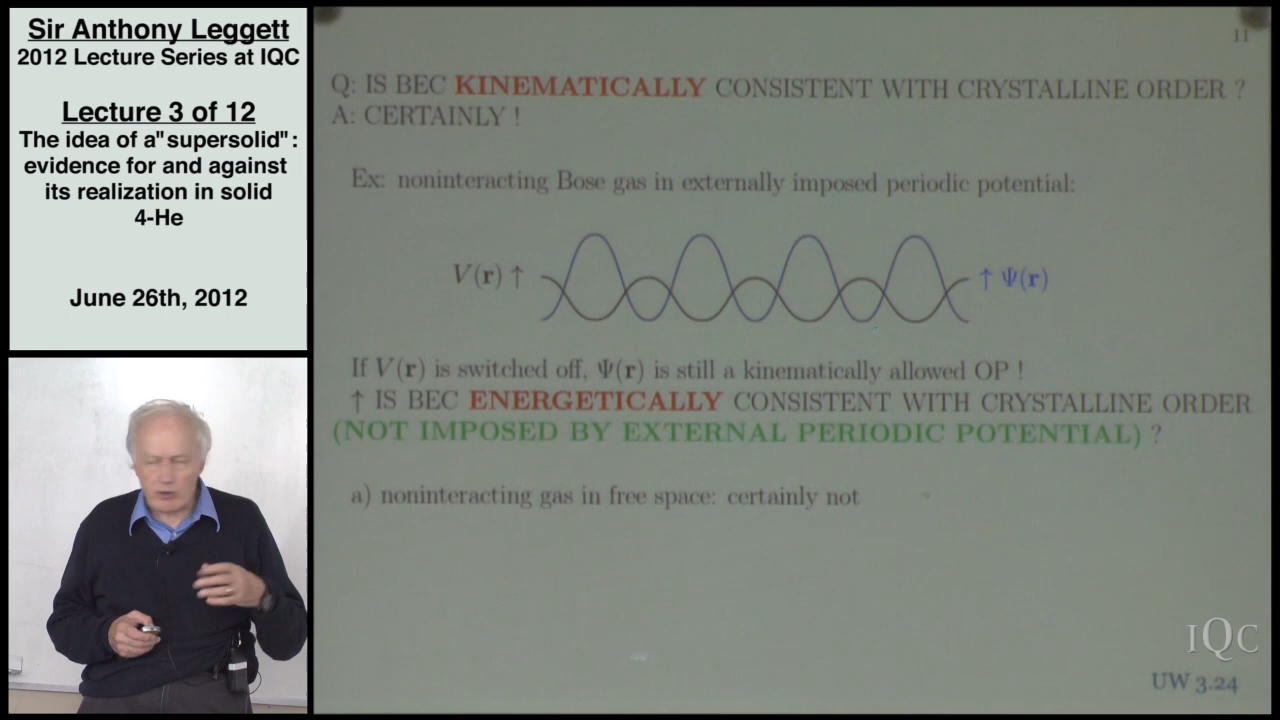 Sir Anthony Leggett
2012 Lecture Series at IQC
Lecture 3 of 12
The idea of a"supersolid":
evidence for and against
its realization in solid
4-He
June 26th, 2012
11
Q: IS BEC KINEMATICALLY CONSISTENT WITH CRYSTALLINE ORDER ?
A: CERTAINLY !
Ex: noninteracting Bose gas in externally imposed periodic potential:
V(r) ↑
↑ Ψ(r)
If V(r) is switched off, Ψ(r) is still a kinematically allowed OP !
↑ IS BEC ENERGETICALLY CONSISTENT WITH CRYSTALLINE ORDER
(NOT IMPOSED BY EXTERNAL PERIODIC POTENTIAL) ?
a) noninteracting gas in free space: certainly not
IQC
UW 3.24